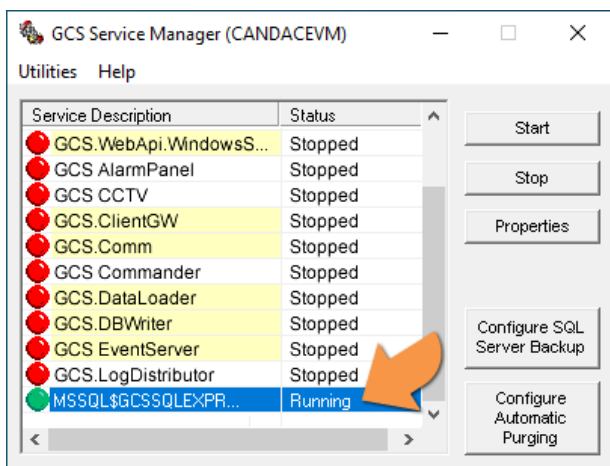 GCS Service Manager (CANDACEVM)
Utilities Help
Service Description Status
GCS.WebApi.WindowsS... Stopped
GCS AlarmPanel Stopped
GCS CCTV Stopped
GCS.ClientGW Stopped
GCS.Comm Stopped
GCS Commander Stopped
GCS.DataLoader Stopped
GCS.DBWriter Stopped
GCS EventServer Stopped
GCS.LogDistributor Stopped
MSSQL$GCSSQLEXPR... Running
Start
Stop
Properties
Configure SQL
Server Backup
Configure
Automatic
Purging